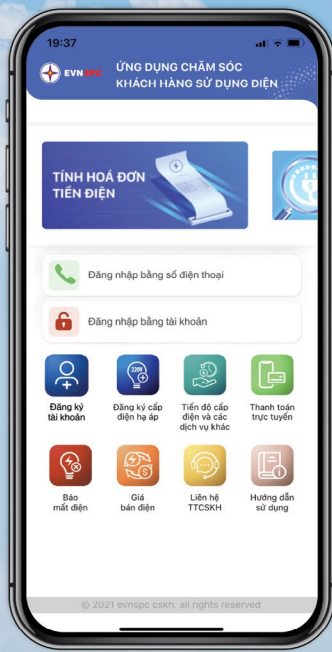 19:37
EVNSPC
ỨNG DỤNG CHĂM SÓC
KHÁCH HÀNG SỬ DỤNG ĐIỆN
TÍNH HOÁ ĐƠN
TIỀN ĐIỆN
Đăng nhập bằng số điện thoại
Đăng nhập bằng tài khoản
Đăng ký
tài khoản
220V
Đăng ký cấp
điện hạ áp
Tiến độ cấp
điện và các
dịch vụ khác
Thanh toán
trực tuyến
Báo
mất điện
Giá
bán điện
Liên hệ
TTCSKH
Hướng dẫn
sử dụng
© 2021 evnspc cskh. all rights reserved